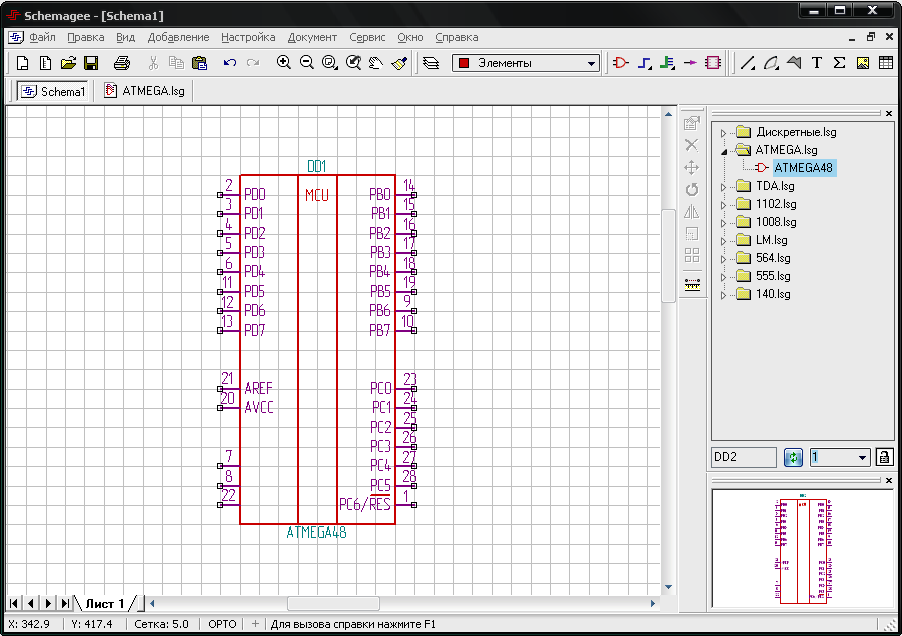 Schemagee - [Schema1]
Файл Правка Вид Добавление Настройка Документ Сервис Окно Справка
Элементы
T Σ
Schema1 ATMEGA.lsg
DD1
MCU
2 PD0 PB0 14
3 PD1 PB1 15
4 PD2 PB2 16
5 PD3 PB3 17
6 PD4 PB4 18
11 PD5 PB5 19
12 PD6 PB6 9
13 PD7 PB7 10
21 AREF PC0 23
20 AVCC PC1 24
PC2 25
PC3 26
7 PC4 27
8 PC5 28
22 PC6/RES 1
ATMEGA48
Дискретные.lsg
ATMEGA.lsg
ATMEGA48
TDA.lsg
1102.lsg
1008.lsg
LM.lsg
564.lsg
555.lsg
140.lsg
DD2 1
Лист 1
X: 342.9 Y: 417.4 Сетка: 5.0 ОРТО Для вызова справки нажмите F1